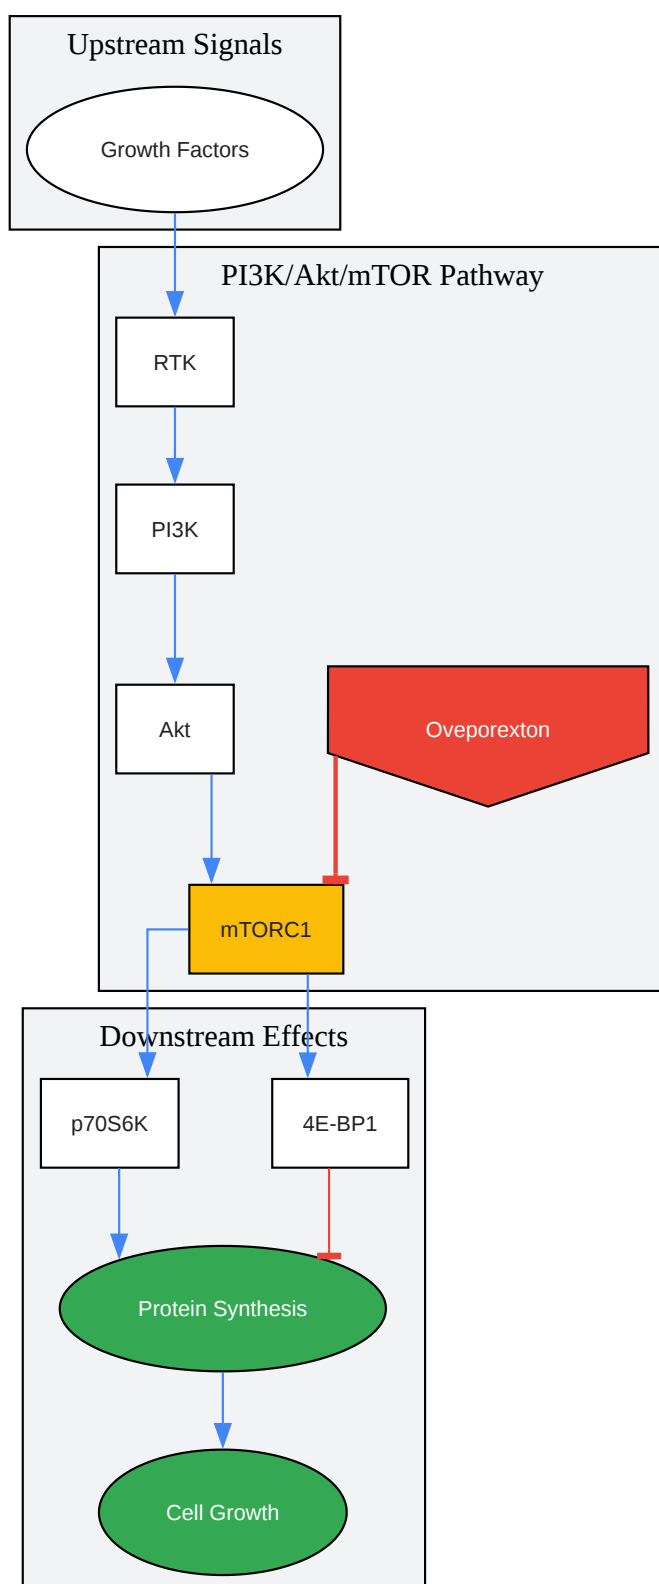 Upstream Signals
Growth Factors
PI3K/Akt/mTOR Pathway
RTK
PI3K
Akt
Oveporexton
mTORC1
Downstream Effects
p70S6K
4E-BP1
Protein Synthesis
Cell Growth